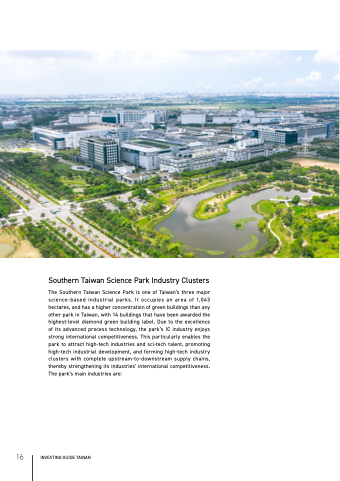 Southern Taiwan Science Park Industry Clusters
The Southern Taiwan Science Park is one of Taiwan's three major
science-based industrial parks. It occupies an area of 1,043
hectares, and has a higher concentration of green buildings than any
other park in Taiwan, with 14 buildings that have been awarded the
highest-level diamond green building label. Due to the excellence
of its advanced process technology, the park's IC industry enjoys
strong international competitiveness. This particularly enables the
park to attract high-tech industries and sci-tech talent, promoting
high-tech industrial development, and forming high-tech industry
clusters with complete upstream-to-downstream supply chains,
thereby strengthening its industries' international competitiveness.
The park's main industries are:
16
INVESTING GUIDE TAINAN